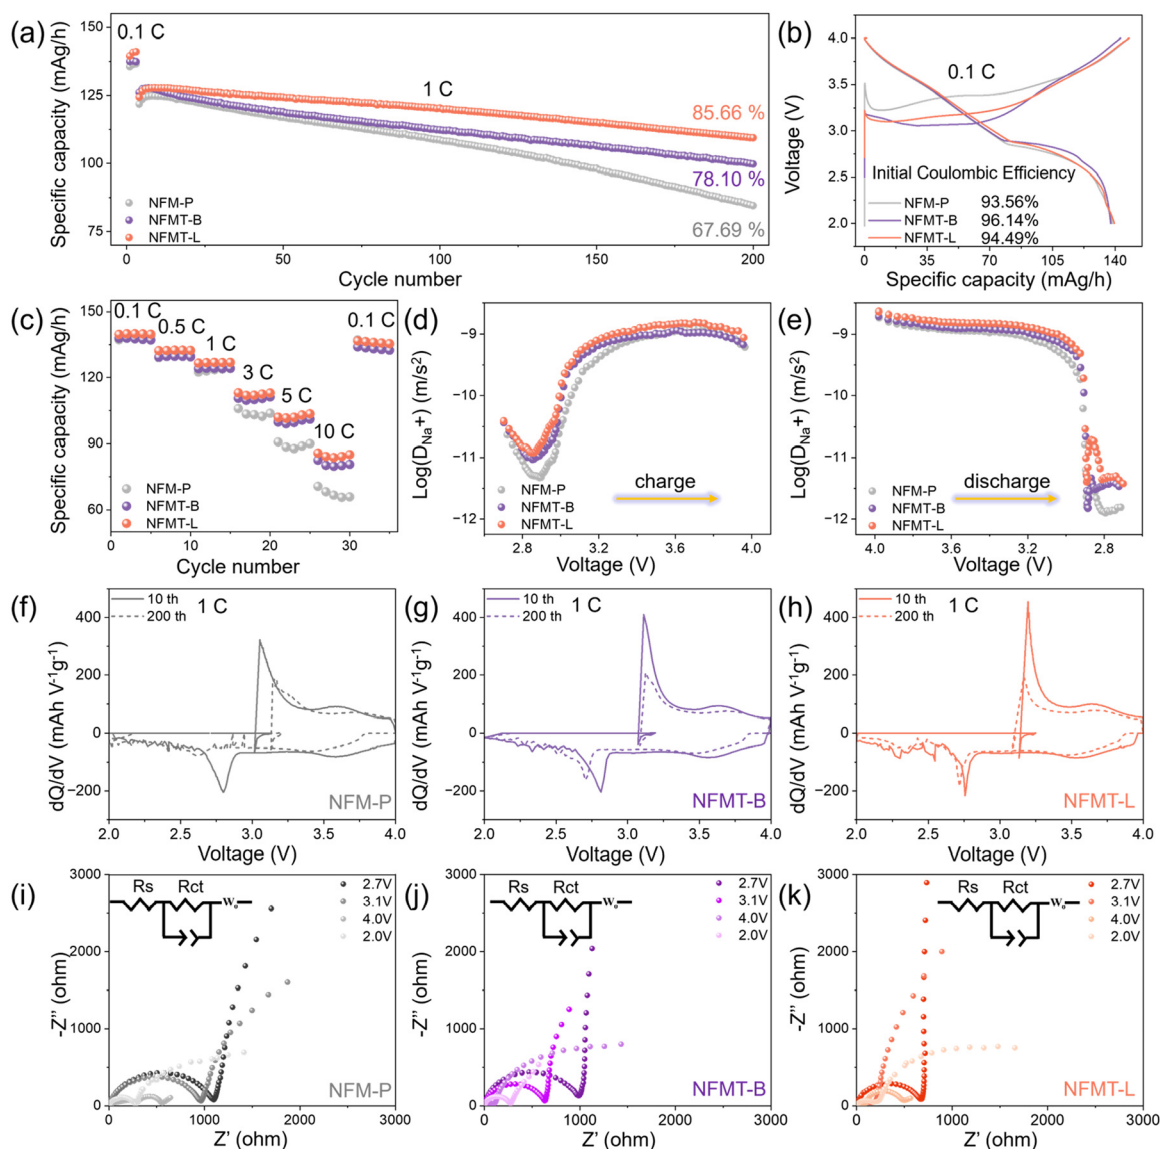 (a)
0.1 C
1 C
85.66 %
78.10 %
67.69 %
NFM-P
NFMT-B
NFMT-L
150
125
100
75
0
50
100
150
200
Specific capacity (mAg/h)
Cycle number
(b)
0.1 C
Initial Coulombic Efficiency
NFM-P 93.56%
NFMT-B 96.14%
NFMT-L 94.49%
4.0
3.5
3.0
2.5
2.0
0
35
70
105
140
Voltage (V)
Specific capacity (mAg/h)
(c)
0.1 C
0.5 C
1 C
3 C
5 C
10 C
0.1 C
NFM-P
NFMT-B
NFMT-L
150
120
90
60
0
10
20
30
Specific capacity (mAg/h)
Cycle number
(d)
charge
NFM-P
NFMT-B
NFMT-L
−9
−10
−11
−12
2.8
3.2
3.6
4.0
Log(DNa+) (m/s²)
Voltage (V)
(e)
discharge
NFM-P
NFMT-B
NFMT-L
−9
−10
−11
−12
4.0
3.6
3.2
2.8
Log(DNa+) (m/s²)
Voltage (V)
(f)
10 th
200 th
1 C
NFM-P
400
200
0
−200
2.0
2.5
3.0
3.5
4.0
dQ/dV (mAh V⁻¹g⁻¹)
Voltage (V)
(g)
10 th
200 th
1 C
NFMT-B
400
200
0
−200
2.0
2.5
3.0
3.5
4.0
dQ/dV (mAh V⁻¹g⁻¹)
Voltage (V)
(h)
10 th
200 th
1 C
NFMT-L
400
200
0
−200
2.0
2.5
3.0
3.5
4.0
dQ/dV (mAh V⁻¹g⁻¹)
Voltage (V)
(i)
Rs
Rct
Wo
2.7V
3.1V
4.0V
2.0V
NFM-P
3000
2000
1000
0
0
1000
2000
3000
-Z'' (ohm)
Z' (ohm)
(j)
Rs
Rct
Wo
2.7V
3.1V
4.0V
2.0V
NFMT-B
3000
2000
1000
0
0
1000
2000
3000
-Z'' (ohm)
Z' (ohm)
(k)
Rs
Rct
Wo
2.7V
3.1V
4.0V
2.0V
NFMT-L
3000
2000
1000
0
0
1000
2000
3000
-Z'' (ohm)
Z' (ohm)